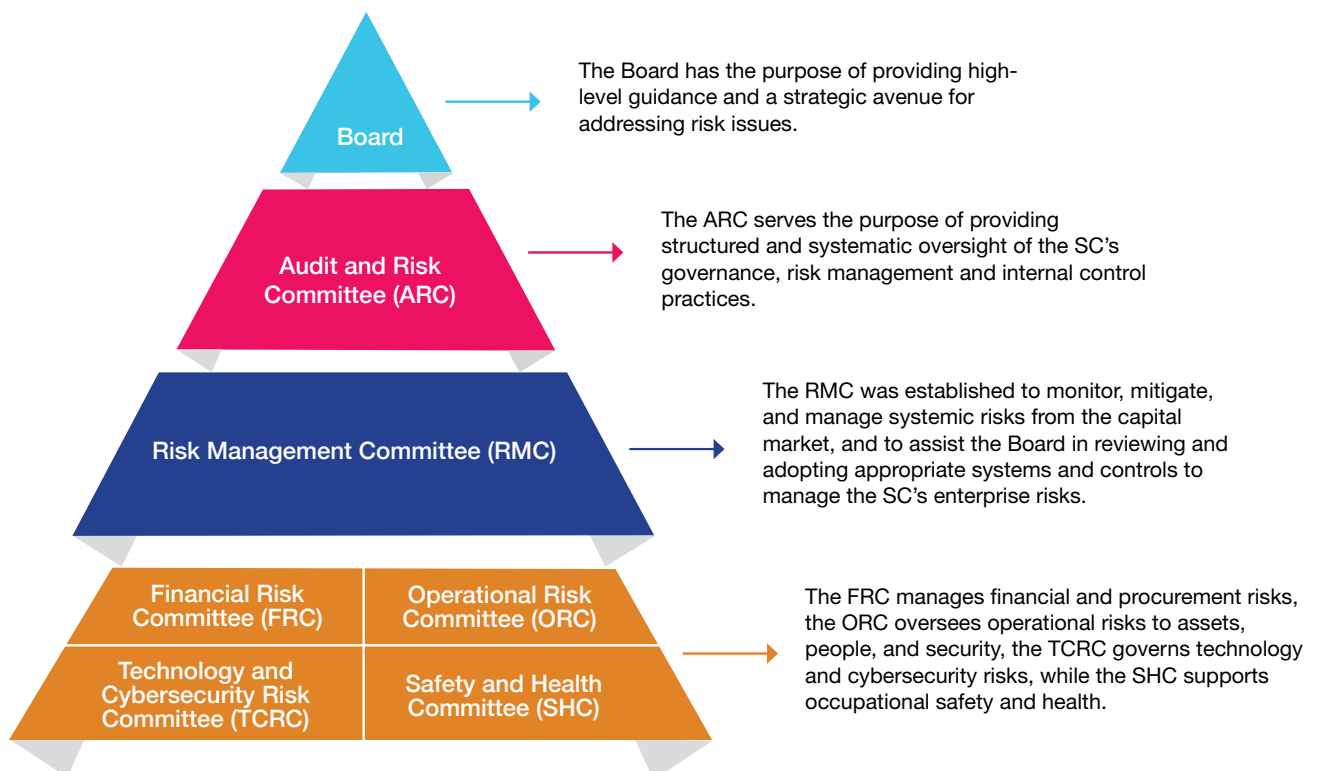 Board
The Board has the purpose of providing high-
level guidance and a strategic avenue for
addressing risk issues.
Audit and Risk
Committee (ARC)
The ARC serves the purpose of providing
structured and systematic oversight of the SC’s
governance, risk management and internal control
practices.
Risk Management Committee (RMC)
The RMC was established to monitor, mitigate,
and manage systemic risks from the capital
market, and to assist the Board in reviewing and
adopting appropriate systems and controls to
manage the SC’s enterprise risks.
Financial Risk
Committee (FRC)
Operational Risk
Committee (ORC)
Technology and
Cybersecurity Risk
Committee (TCRC)
Safety and Health
Committee (SHC)
The FRC manages financial and procurement risks,
the ORC oversees operational risks to assets,
people, and security, the TCRC governs technology
and cybersecurity risks, while the SHC supports
occupational safety and health.